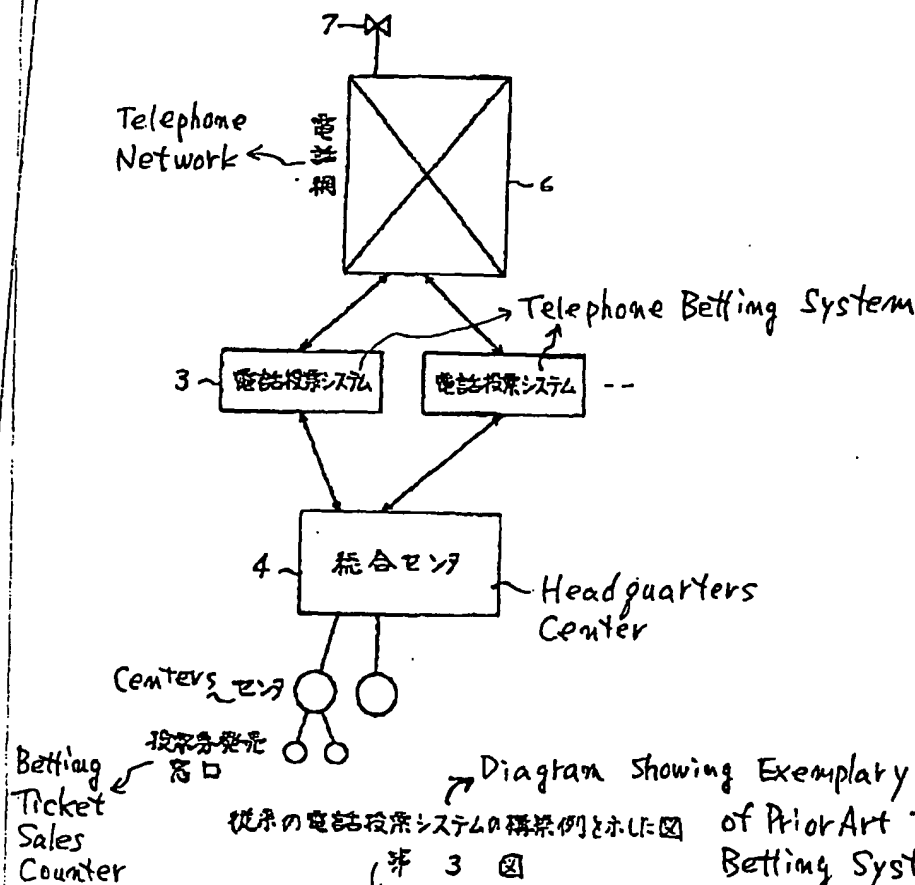 7
Telephone
Network
電話網
6
Telephone Betting System
3
電話投票システム
電話投票システム
--
4
総合センタ
Headquarters
Center
Centers
センタ
投票券発売
窓口
Betting
Ticket
Sales
Counter
Diagram Showing Exemplary
of Prior Art
Betting Syst
従来の電話投票システムの構築例を示した図
第 3 図